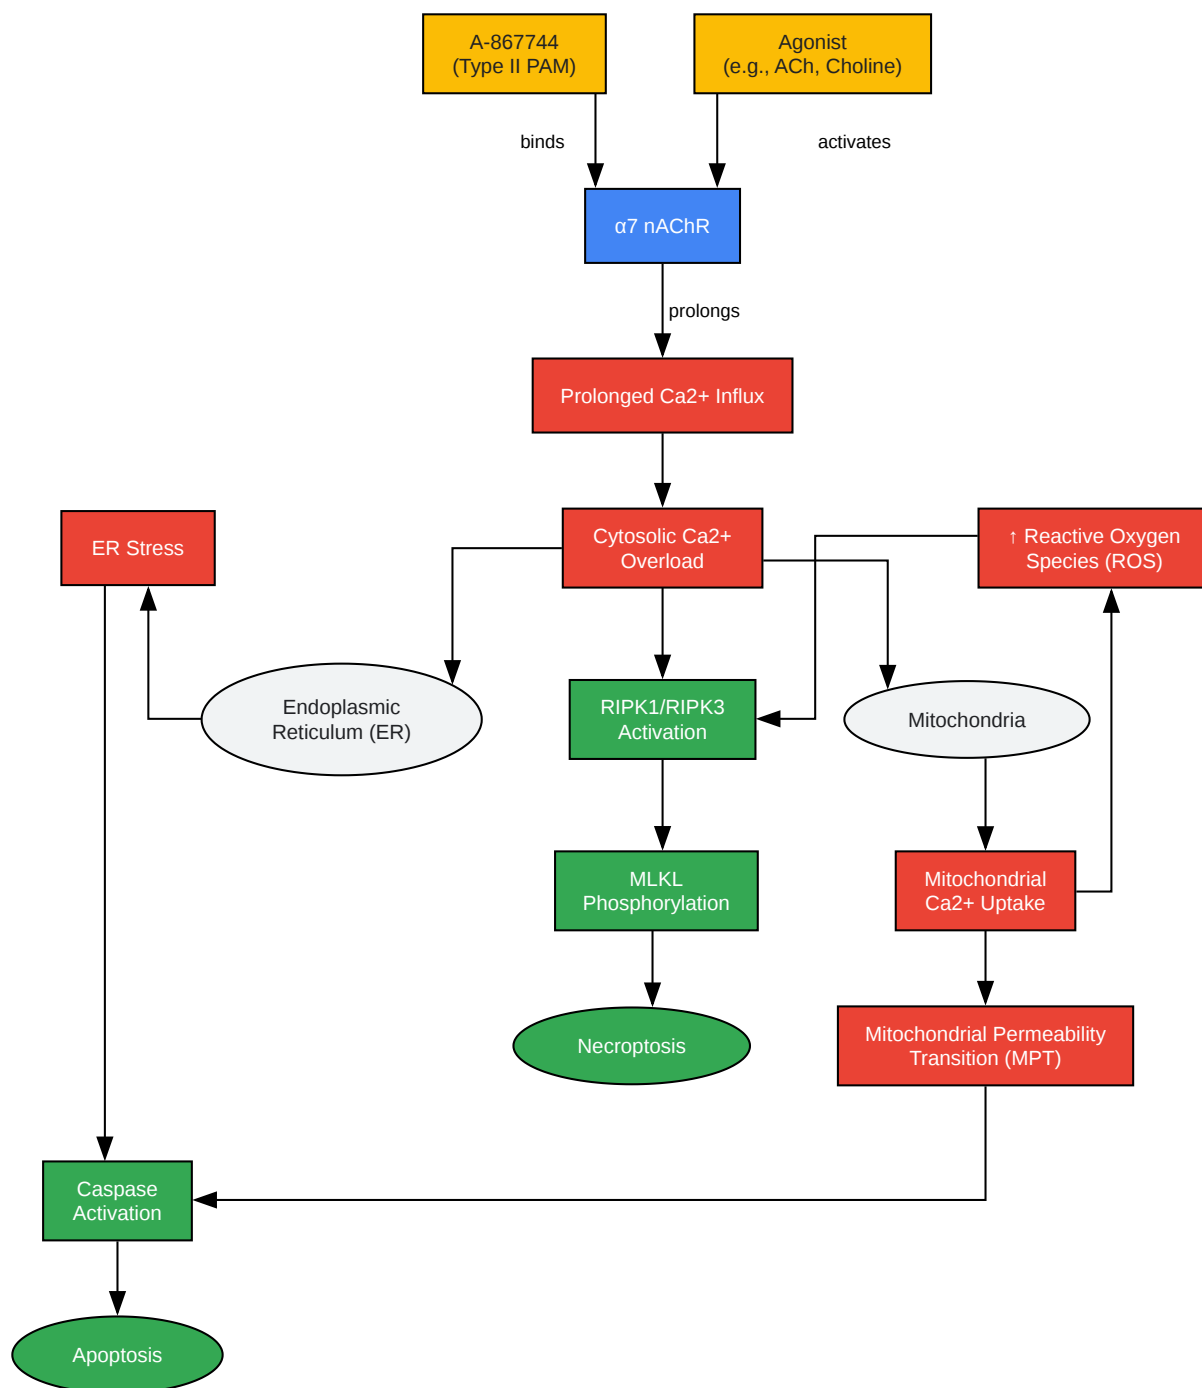 A-867744
(Type II PAM)
Agonist
(e.g., ACh, Choline)
binds
activates
α7 nAChR
prolongs
Prolonged Ca2+ Influx
ER Stress
Cytosolic Ca2+
Overload
↑ Reactive Oxygen
Species (ROS)
Endoplasmic
Reticulum (ER)
RIPK1/RIPK3
Activation
Mitochondria
MLKL
Phosphorylation
Mitochondrial
Ca2+ Uptake
Necroptosis
Mitochondrial Permeability
Transition (MPT)
Caspase
Activation
Apoptosis